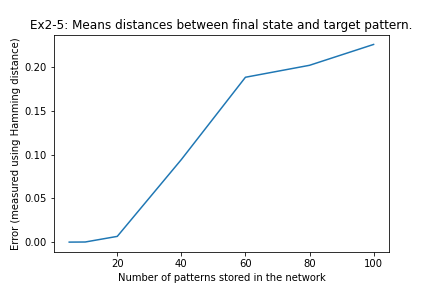 Ex2-5: Means distances between final state and target pattern.
Error (measured using Hamming distance)
0.20
0.15
0.10
0.05
0.00
20 40 60 80 100
Number of patterns stored in the network